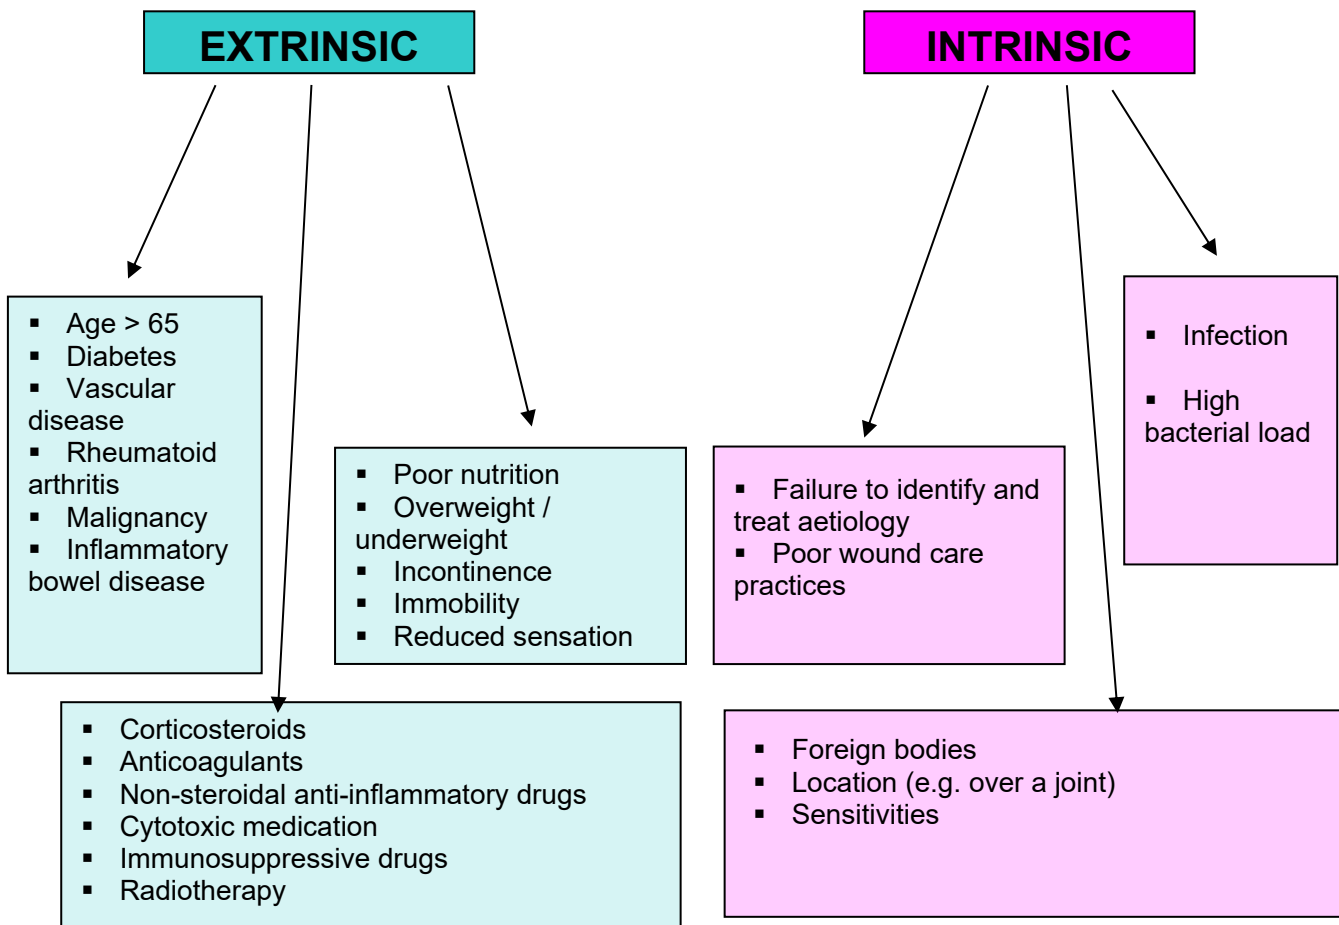 EXTRINSIC
INTRINSIC
▪ Age > 65
▪ Diabetes
▪ Vascular
disease
▪ Rheumatoid
arthritis
▪ Malignancy
▪ Inflammatory
bowel disease
▪ Poor nutrition
▪ Overweight /
underweight
▪ Incontinence
▪ Immobility
▪ Reduced sensation
▪ Corticosteroids
▪ Anticoagulants
▪ Non-steroidal anti-inflammatory drugs
▪ Cytotoxic medication
▪ Immunosuppressive drugs
▪ Radiotherapy
▪ Failure to identify and
treat aetiology
▪ Poor wound care
practices
▪ Infection
▪ High
bacterial load
▪ Foreign bodies
▪ Location (e.g. over a joint)
▪ Sensitivities